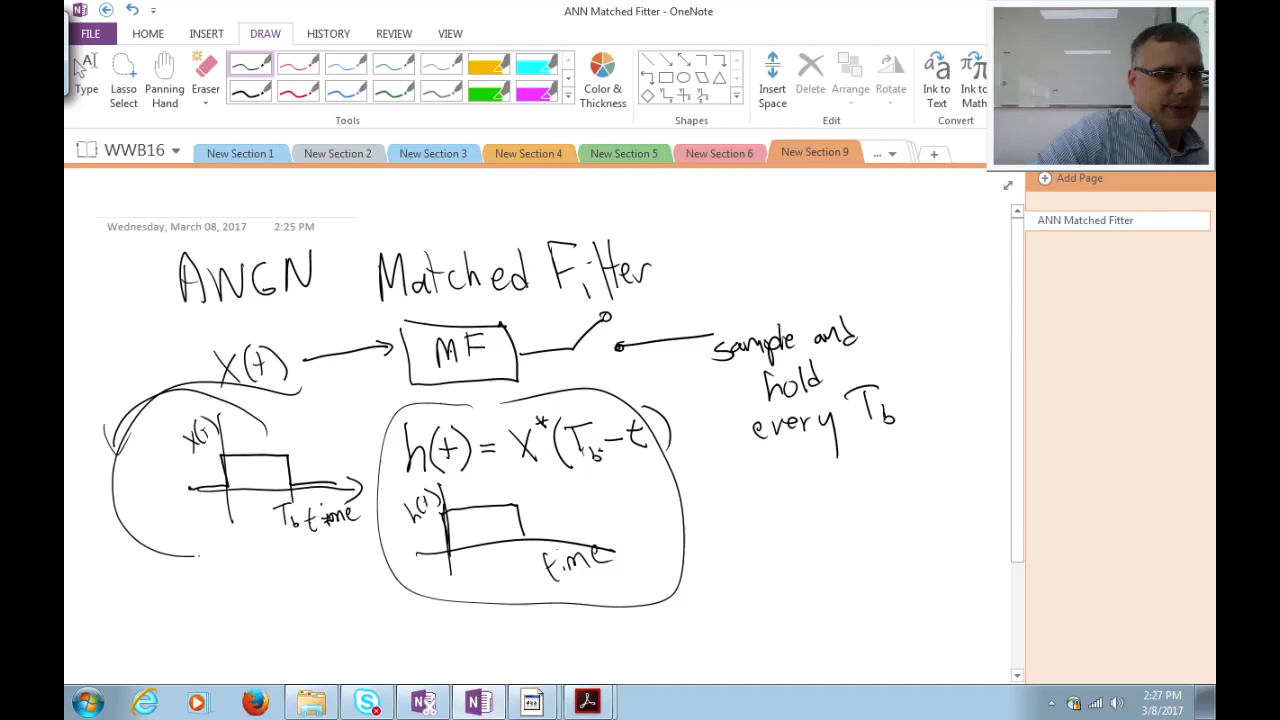 ANN Matched Fitter - OneNote
FILE HOME INSERT DRAW HISTORY REVIEW VIEW
Type
Lasso Select
Panning Hand
Eraser
Color & Thickness
Insert Space
Delete
Arrange
Rotate
Ink to Text
Ink to Math
Tools
Shapes
Edit
Convert
WWB16
New Section 1
New Section 2
New Section 3
New Section 4
New Section 5
New Section 6
New Section 9
...
Add Page
ANN Matched Fitter
Wednesday, March 08, 2017 2:25 PM
AWGN Matched Filter
X(t)
MF
sample and
hold
every Tb
x(t)
Tb time
h(t) = X*(Tb-t)
h(t)
time
2:27 PM
3/8/2017